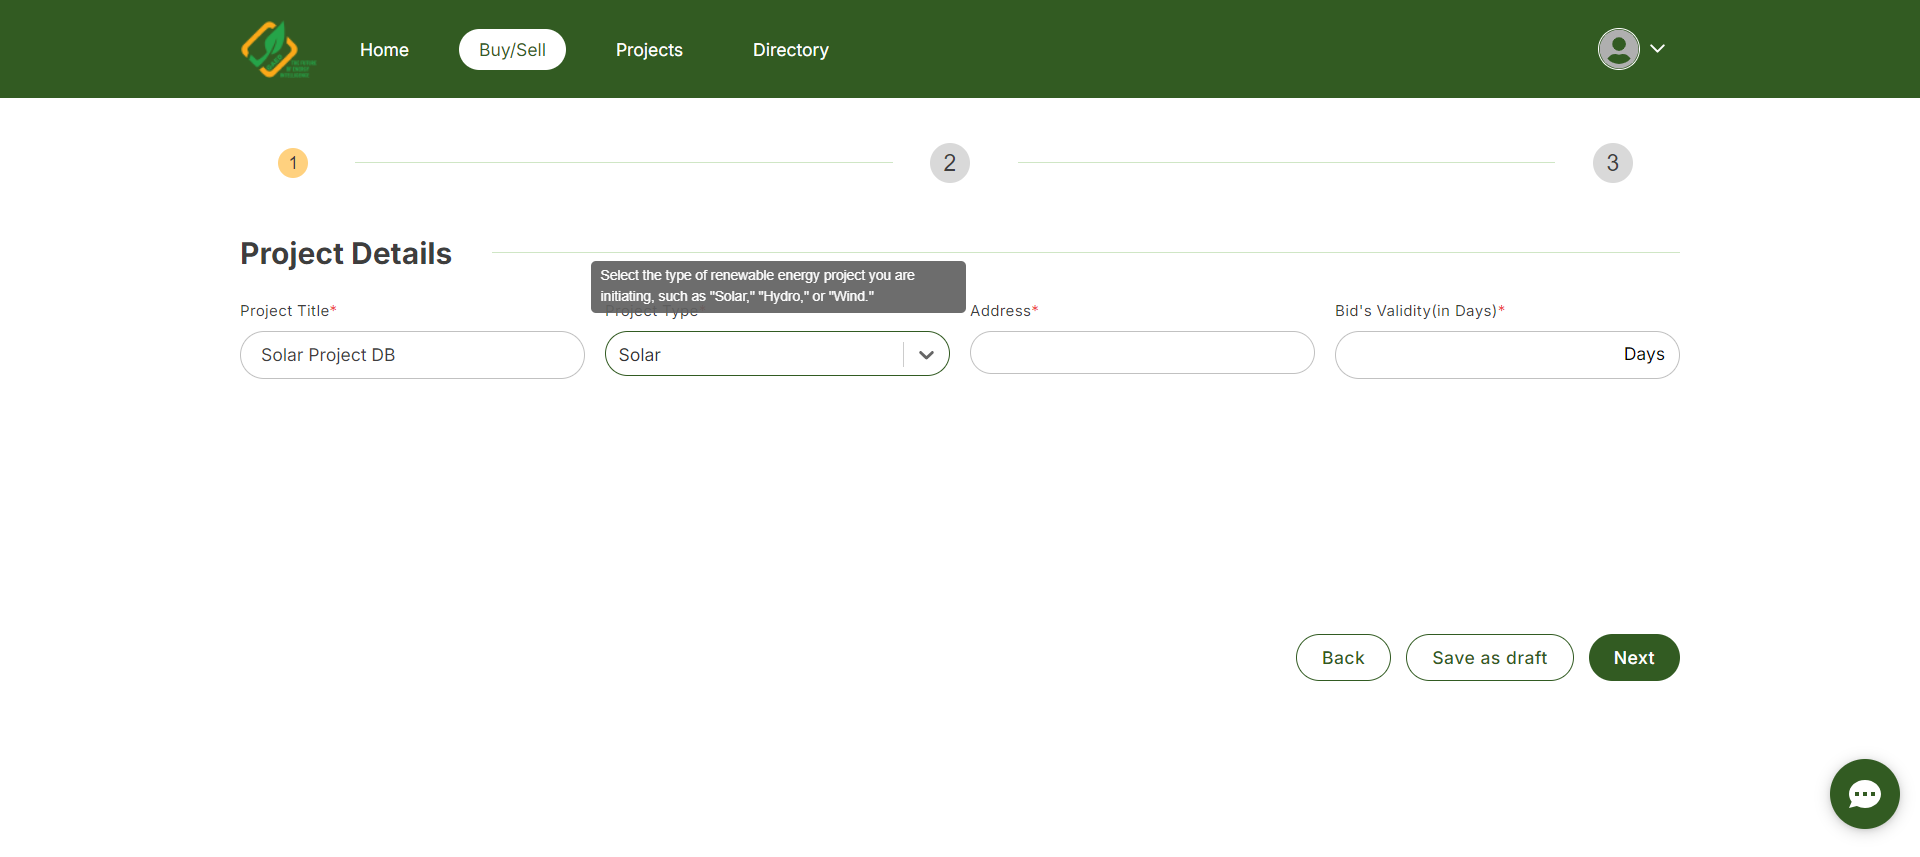 Home
Buy/Sell
Projects
Directory
1
2
3
Project Details
Select the type of renewable energy project you are
initiating, such as "Solar," "Hydro," or "Wind."
Project Title*
Project Type*
Address*
Bid's Validity(in Days)*
Solar Project DB
Solar
Days
Back
Save as draft
Next